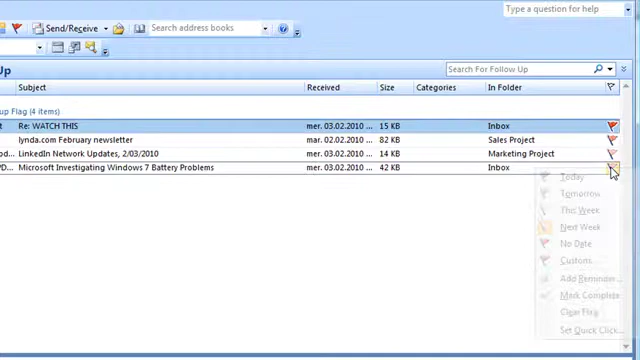 Type a question for help
Send/Receive
Search address books
Up
Search For Follow Up
Subject Received Size Categories In Folder
up Flag (4 items)
Re: WATCH THIS mer. 03.02.2010 ... 15 KB Inbox
lynda.com February newsletter mar. 02.02.2010 ... 82 KB Sales Project
LinkedIn Network Updates, 2/03/2010 mer. 03.02.2010 ... 14 KB Marketing Project
Microsoft Investigating Windows 7 Battery Problems mer. 03.02.2010 ... 42 KB Inbox
Today
Tomorrow
This Week
Next Week
No Date
Custom...
Add Reminder...
Mark Complete
Clear Flag
Set Quick Click...